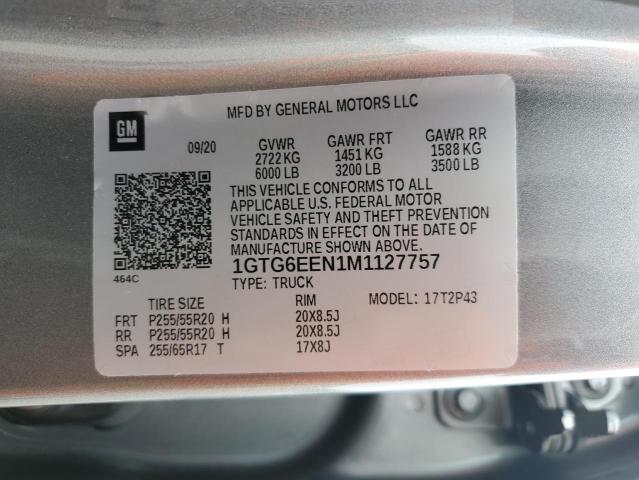 MFD BY GENERAL MOTORS LLC
GM
09/20 GVWR GAWR FRT GAWR RR
2722 KG 1451 KG 1588 KG
6000 LB 3200 LB 3500 LB
THIS VEHICLE CONFORMS TO ALL
APPLICABLE U.S. FEDERAL MOTOR
VEHICLE SAFETY AND THEFT PREVENTION
STANDARDS IN EFFECT ON THE DATE OF
MANUFACTURE SHOWN ABOVE.
464C
1GTG6EEN1M1127757
TYPE: TRUCK
TIRE SIZE RIM MODEL: 17T2P43
FRT P255/55R20 H 20X8.5J
RR P255/55R20 H 20X8.5J
SPA 255/65R17 T 17X8J